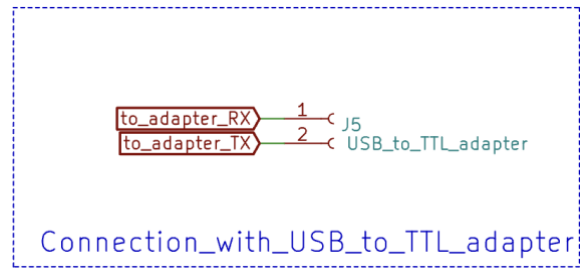 to_adapter_RX 1
J5
to_adapter_TX 2 USB_to_TTL_adapter
Connection_with_USB_to_TTL_adapter